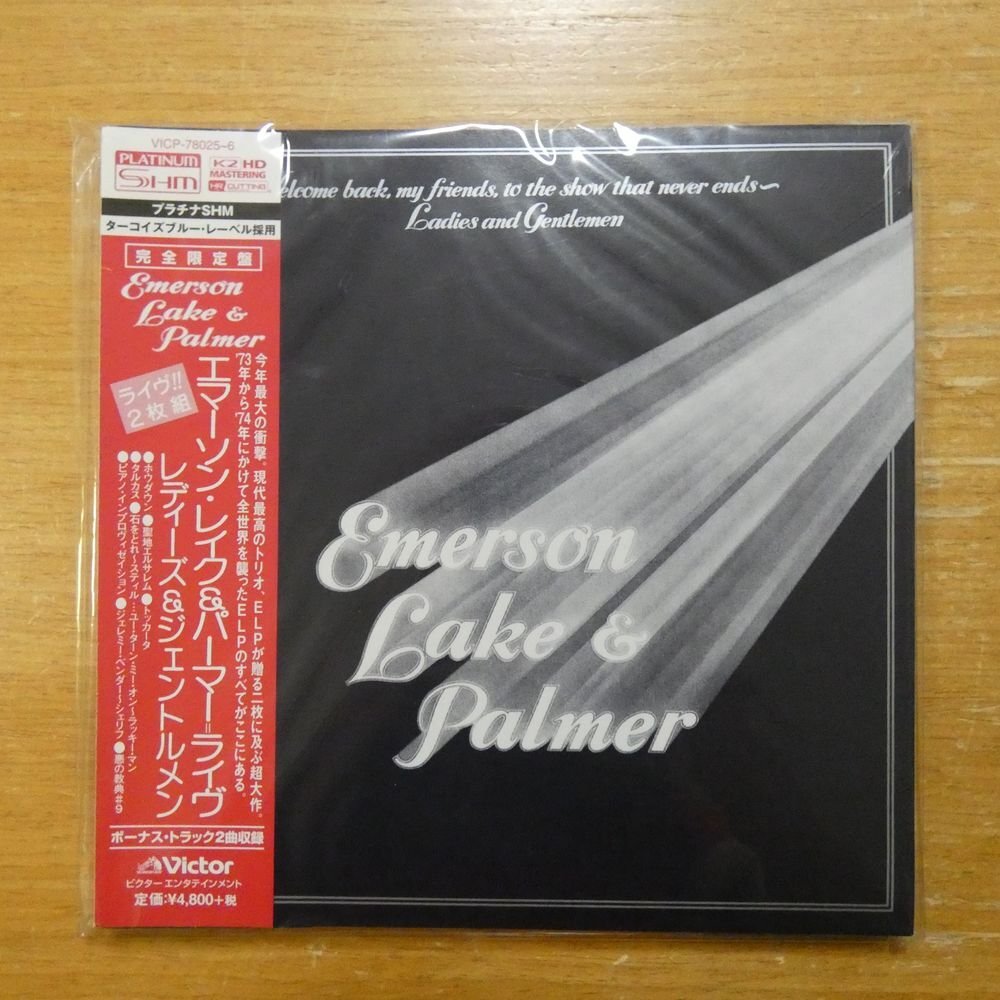 VICP-78025~6
PLATINUM
SHM
K2 HD
MASTERING
HR CUTTING
プラチナSHM
ターコイズブルー・レーベル採用
完全限定盤
Emerson
Lake &
Palmer
ライヴ!!
2枚組
今年最大の衝撃。現代最高のトリオ、ELPが贈る二枚に及ぶ超大作。
'73年から'74年にかけて全世界を襲ったELPのすべてがここにある。
エマーソン・レイク&パーマー=ライヴ
レディーズ&ジェントルメン
●ホウダウン ●聖地エルサレム ●トッカータ
●タルカス ●石をとれ〜スティル…ユー・ターン・ミー・オン〜ラッキー・マン
●ピアノ・インプロヴィゼイション ●ジェレミー・ベンダー〜シェリフ ●悪の教典#9
ボーナス・トラック2曲収録
Victor
ビクターエンタテインメント
定価:¥4,800+税
elcome back, my friends, to the show that never ends~
Ladies and Gentlemen
Emerson
Lake &
Palmer